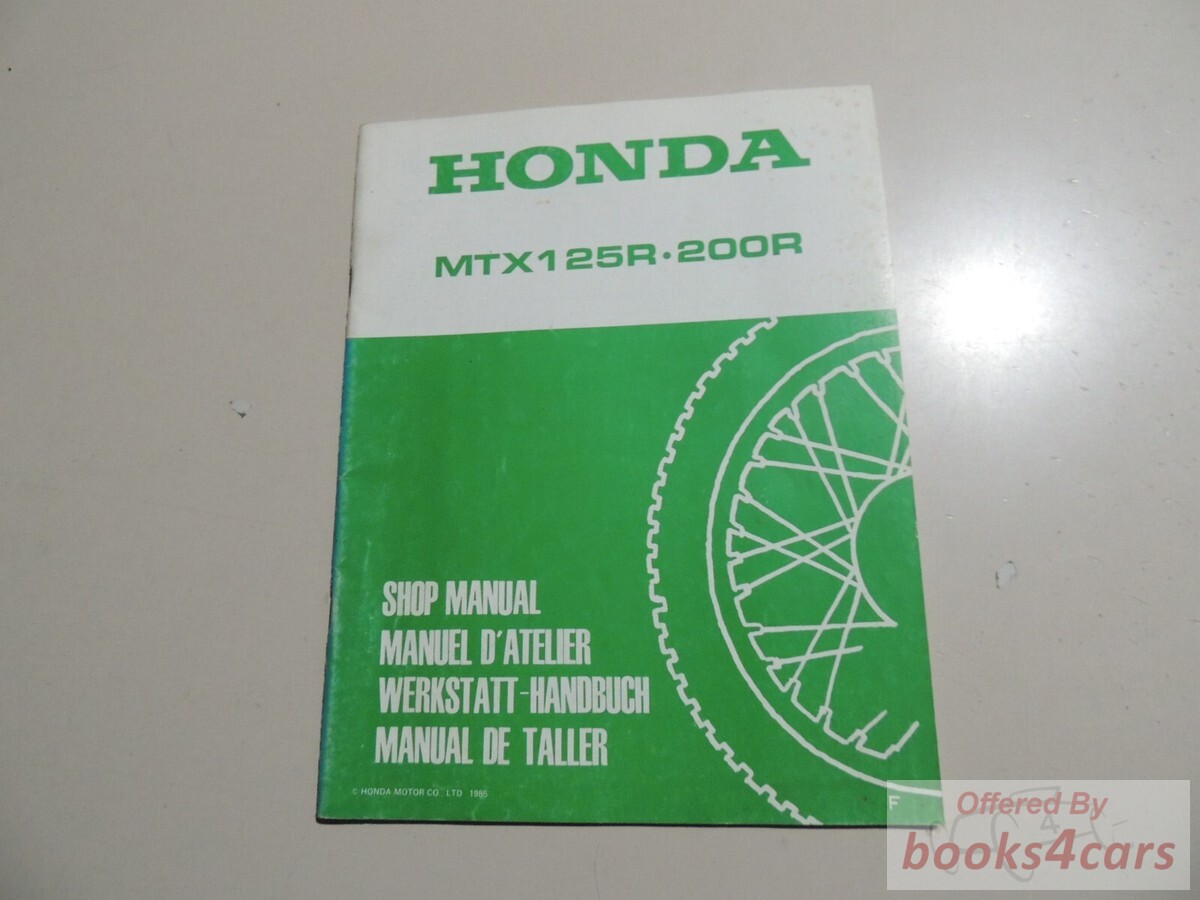 HONDA
MTX125R·200R
SHOP MANUAL
MANUEL D'ATELIER
WERKSTATT-HANDBUCH
MANUAL DE TALLER
© HONDA MOTOR CO. LTD 1985
F
Offered By
books4cars